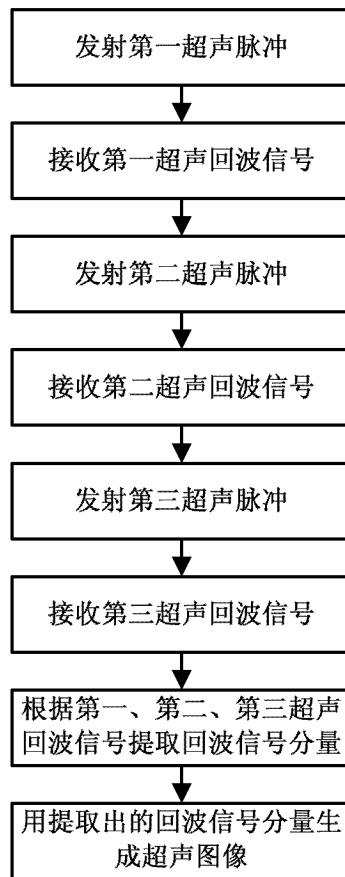 发射第一超声脉冲
接收第一超声回波信号
发射第二超声脉冲
接收第二超声回波信号
发射第三超声脉冲
接收第三超声回波信号
根据第一、第二、第三超声
回波信号提取回波信号分量
用提取出的回波信号分量生
成超声图像